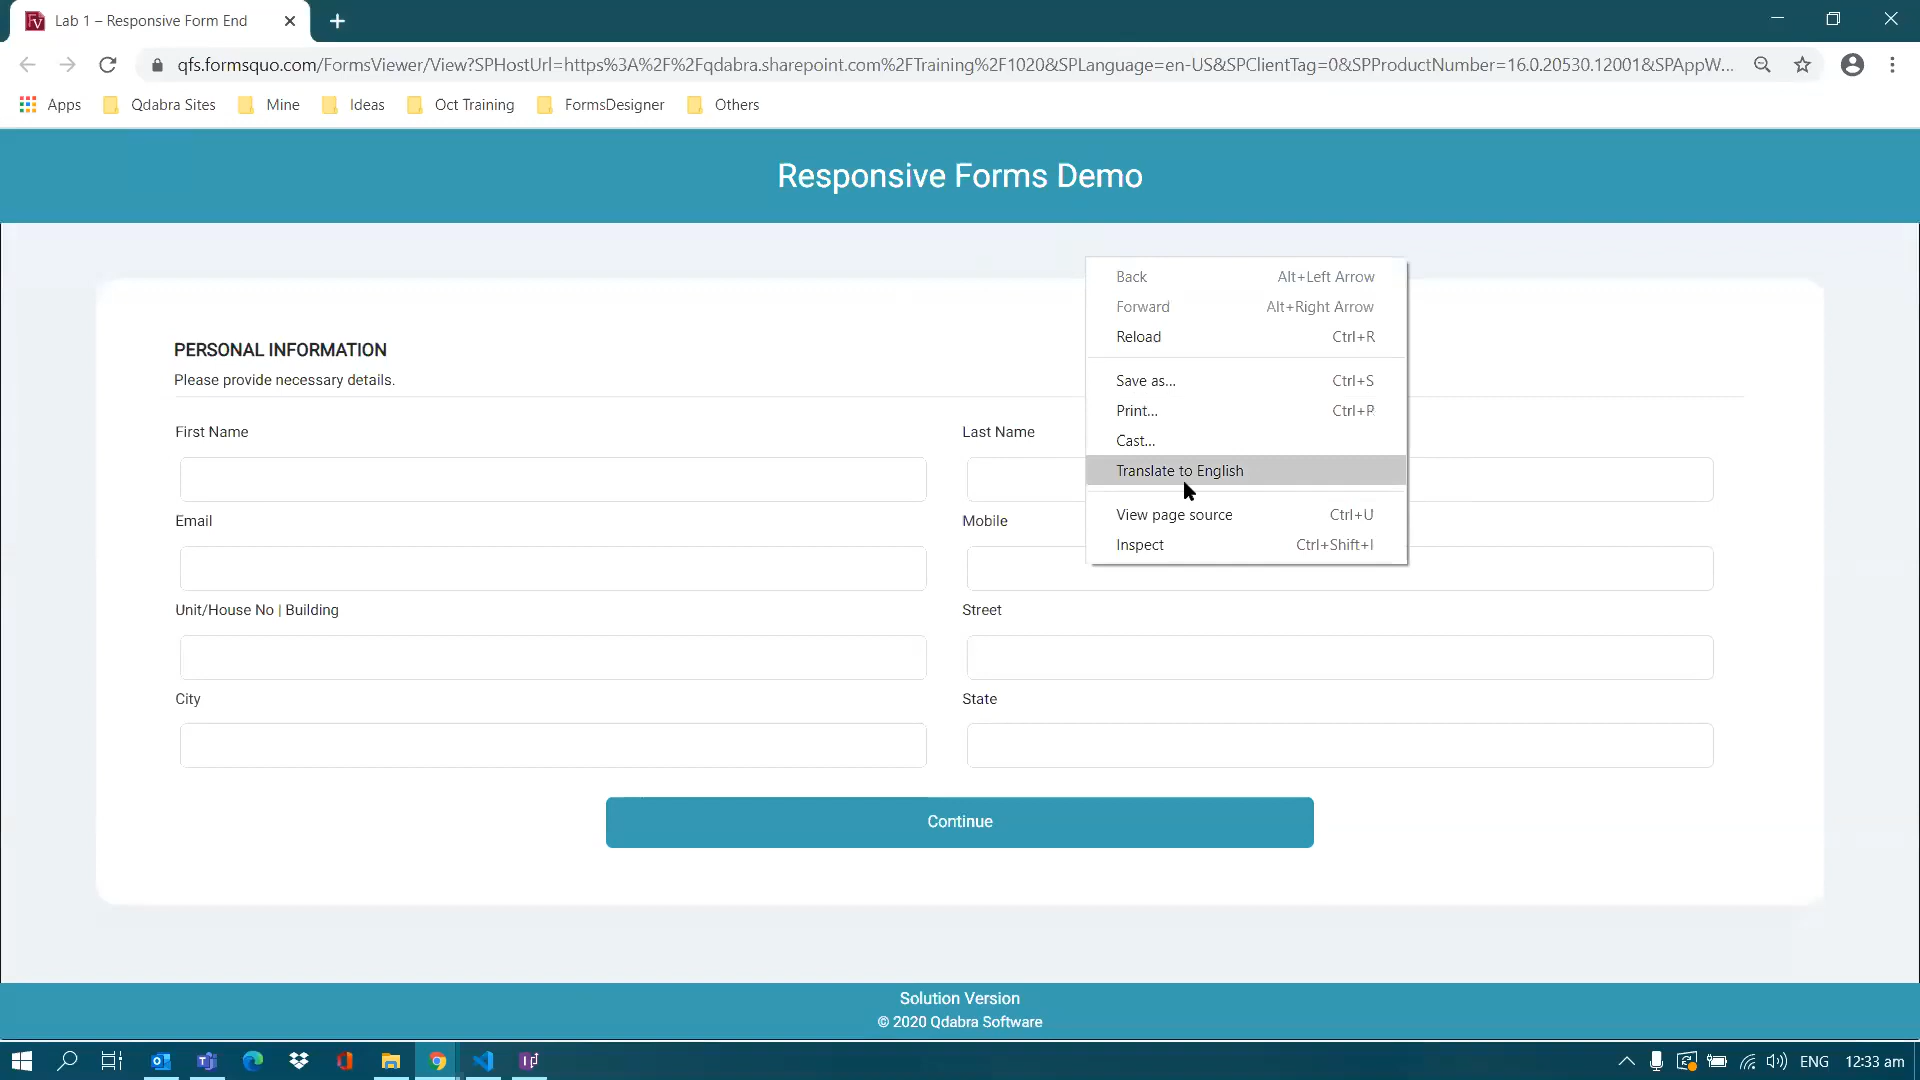 Lab 1 – Responsive Form End
qfs.formsquo.com/FormsViewer/View?SPHostUrl=https%3A%2F%2Fqdabra.sharepoint.com%2FTraining%2F1020&SPLanguage=en-US&SPClientTag=0&SPProductNumber=16.0.20530.12001&SPAppW...
Apps Qdabra Sites Mine Ideas Oct Training FormsDesigner Others
Responsive Forms Demo
Back Alt+Left Arrow
Forward Alt+Right Arrow
Reload Ctrl+R
Save as... Ctrl+S
Print... Ctrl+P
Cast...
Translate to English
View page source Ctrl+U
Inspect Ctrl+Shift+I
PERSONAL INFORMATION
Please provide necessary details.
First Name Last Name
Email Mobile
Unit/House No | Building Street
City State
Continue
Solution Version
© 2020 Qdabra Software
ENG 12:33 am